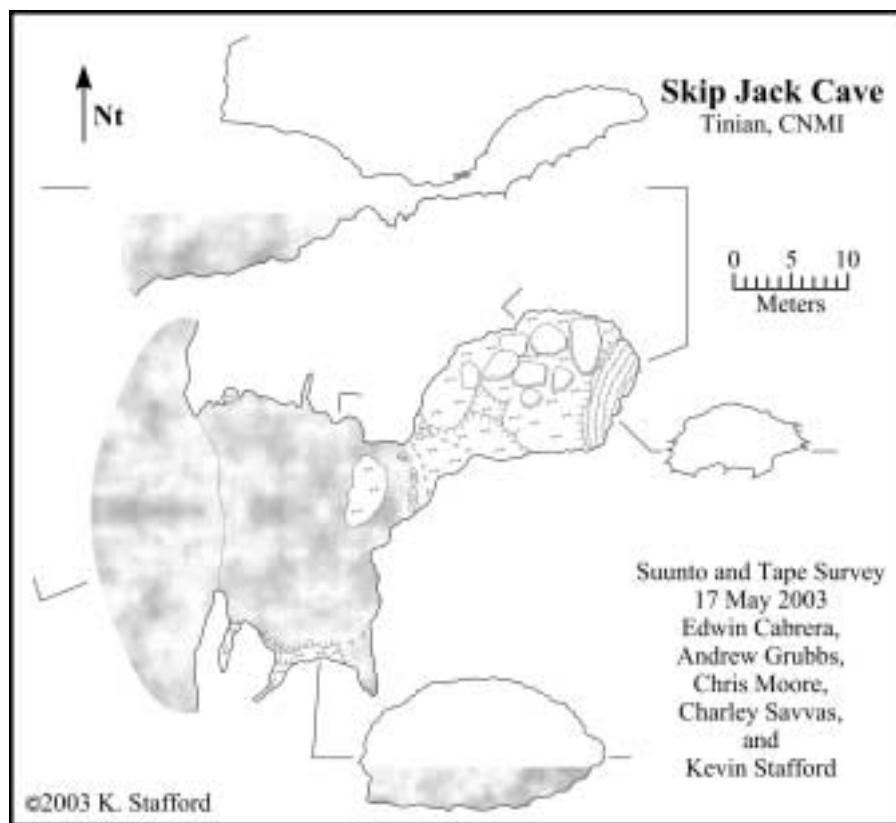 Nt
Skip Jack Cave
Tinian, CNMI
0 5 10
Meters
Suunto and Tape Survey
17 May 2003
Edwin Cabrera,
Andrew Grubbs,
Chris Moore,
Charley Savvas,
and
Kevin Stafford
©2003 K. Stafford